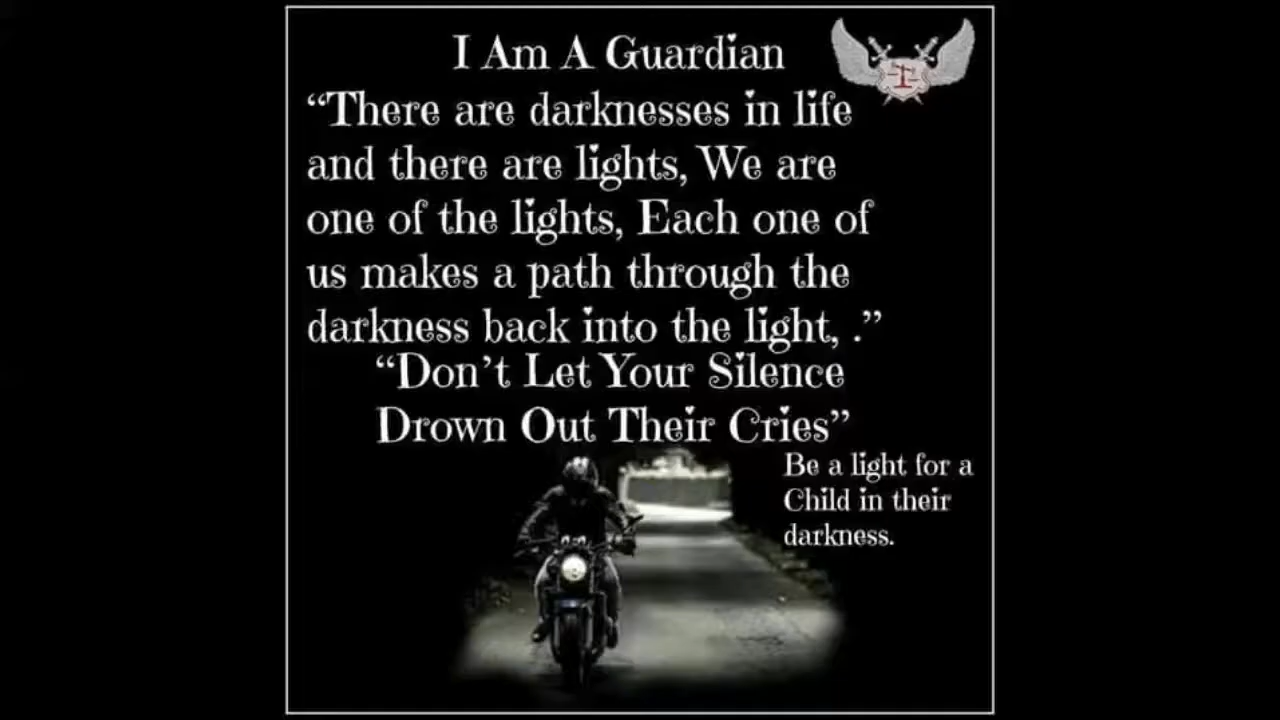 I Am A Guardian
“There are darknesses in life
and there are lights, We are
one of the lights, Each one of
us makes a path through the
darkness back into the light, .”
“Don’t Let Your Silence
Drown Out Their Cries”
Be a light for a
Child in their
darkness.